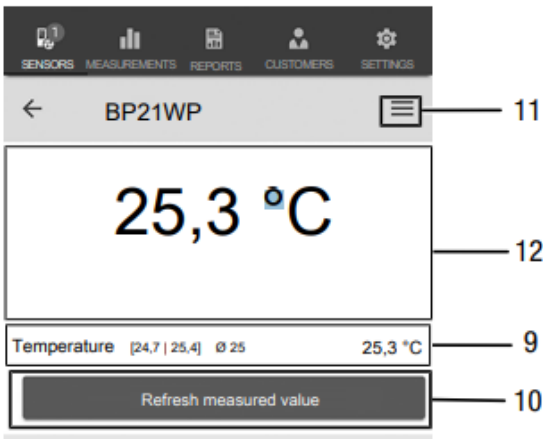 1
SENSORS MEASUREMENTS REPORTS CUSTOMERS SETTINGS
← BP21WP 11
25,3 °C
12
Temperature [24,7 | 25,4] Ø 25 25,3 °C 9
Refresh measured value 10